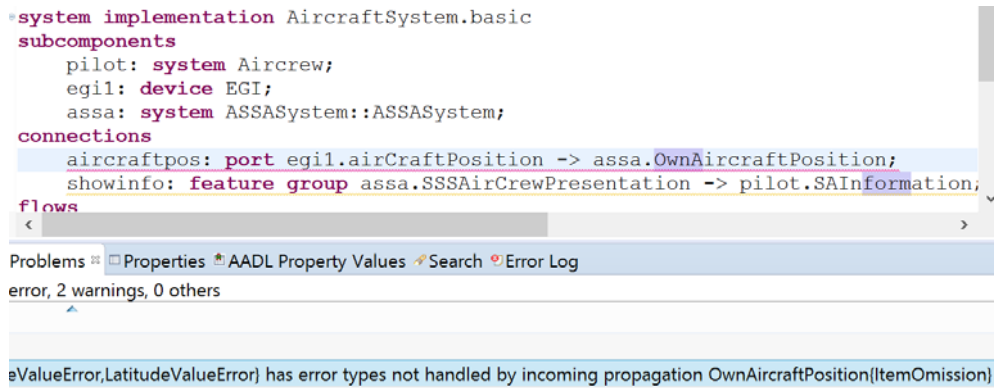 system implementation AircraftSystem.basic
subcomponents
pilot: system Aircrew;
egi1: device EGI;
assa: system ASSASystem::ASSASystem;
connections
aircraftpos: port egi1.airCraftPosition -> assa.OwnAircraftPosition;
showinfo: feature group assa.SSSAirCrewPresentation -> pilot.SAInformation;
flows
Problems Properties AADL Property Values Search Error Log
error, 2 warnings, 0 others
eValueError,LatitudeValueError} has error types not handled by incoming propagation OwnAircraftPosition{ItemOmission}